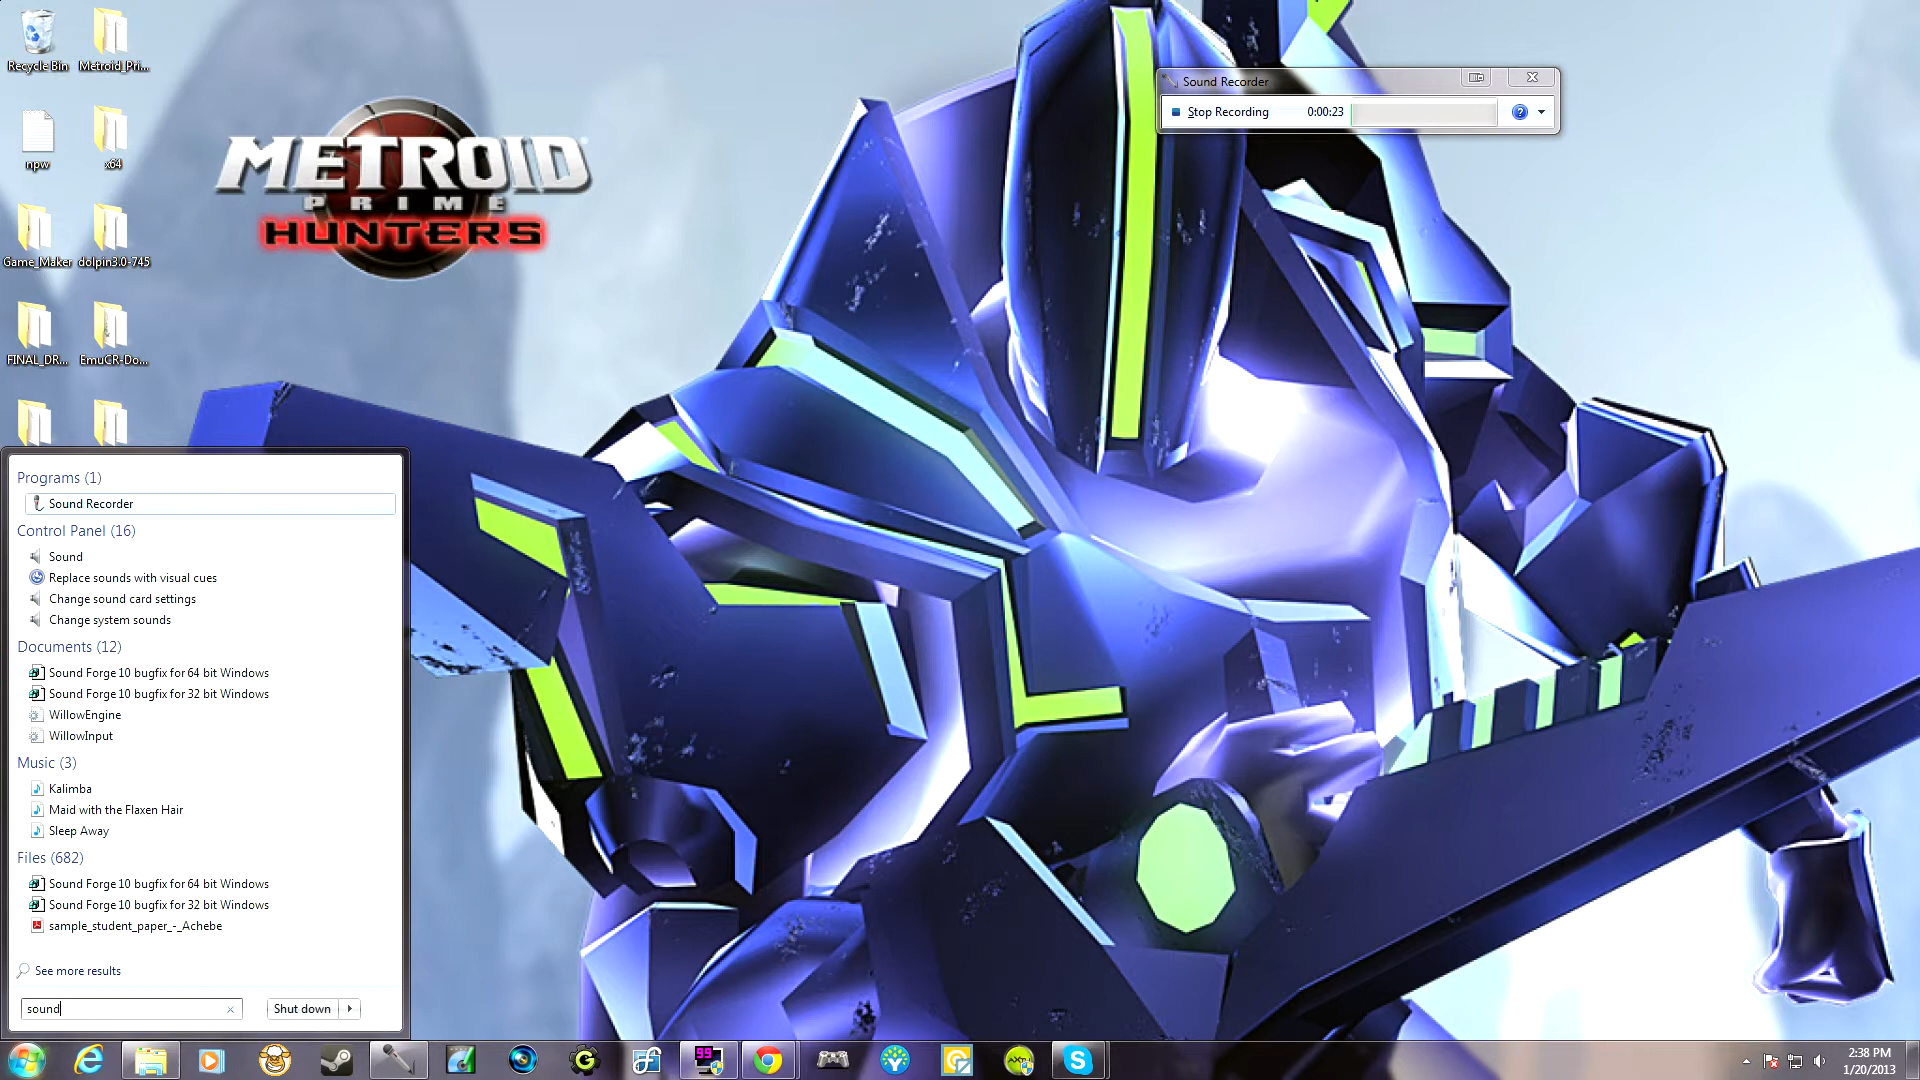 Recycle Bin
Metroid_Pri...
npw
x64
Game_Maker
dolpin3.0-745
FINAL_DR...
EmuCR-Do...
METROID
PRIME
HUNTERS
Sound Recorder
Stop Recording
0:00:23
Programs (1)
Sound Recorder
Control Panel (16)
Sound
Replace sounds with visual cues
Change sound card settings
Change system sounds
Documents (12)
Sound Forge 10 bugfix for 64 bit Windows
Sound Forge 10 bugfix for 32 bit Windows
WillowEngine
WillowInput
Music (3)
Kalimba
Maid with the Flaxen Hair
Sleep Away
Files (682)
Sound Forge 10 bugfix for 64 bit Windows
Sound Forge 10 bugfix for 32 bit Windows
sample_student_paper_-_Achebe
See more results
sound
Shut down
99
2:38 PM
1/20/2013